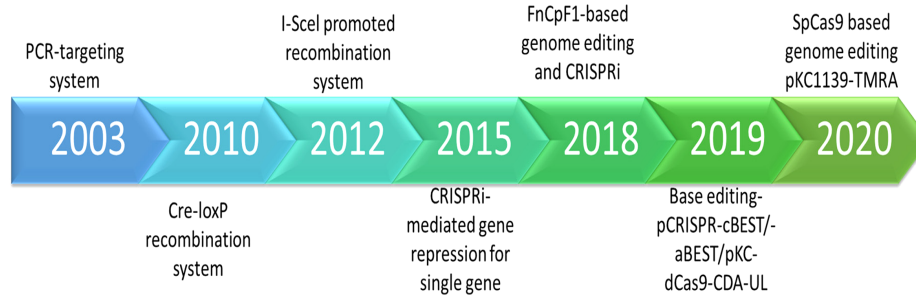 PCR-targeting
system
I-SceI promoted
recombination
system
FnCpF1-based
genome editing
and CRISPRi
SpCas9 based
genome editing
pKC1139-TMRA
2003
2010
2012
2015
2018
2019
2020
Cre-loxP
recombination
system
CRISPRi-
mediated gene
repression for
single gene
Base editing-
pCRISPR-cBEST/-
aBEST/pKC-
dCas9-CDA-UL